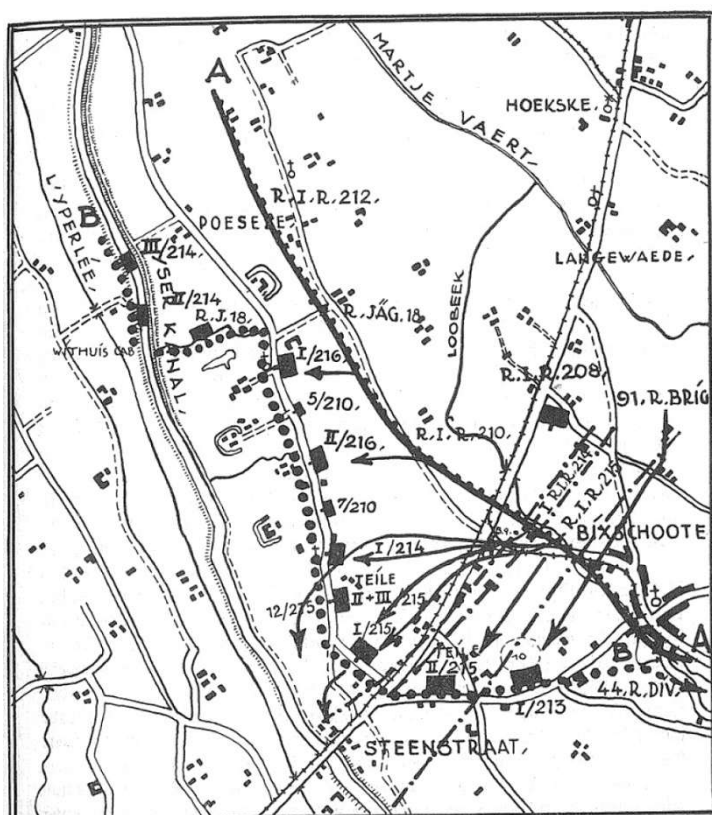 A
MARTJE VAERT,
HOEKSKE,
R.I.R.212,
POESELE,
B
L'YPERLÉE
III/214,
LANGEWAEDE,
YSER KANAL,
II/214
R.J.18,
R.JÄG.18,
LOOBEEK
WITHUIS CAB
I/216
R.I.R.208,
91.R.BRIG
5/210
R.I.R.210,
II/216
I.R.I.R.214
R.I.R.215
7/210
BIXSCHOOTE
I/214
TEILE
II+III/215
12/215
I/215
TEILE
II/215
10
B
A
44.R.DIV.
I/213
STEENSTRAAT,